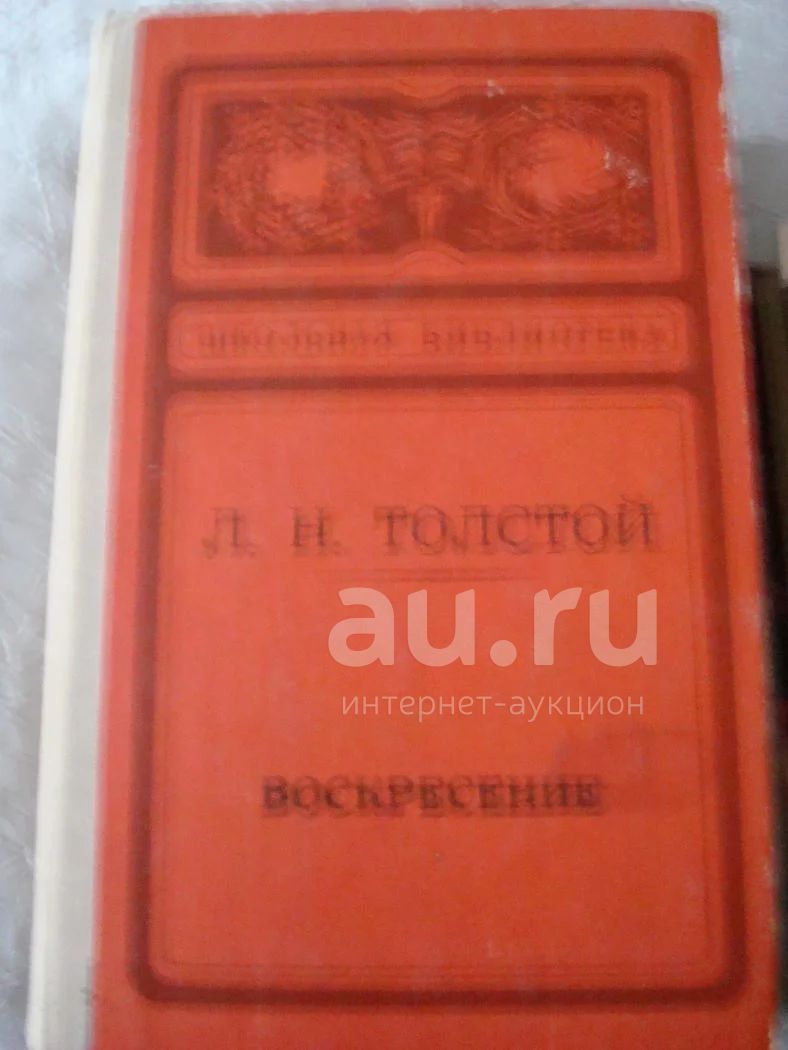 ШКОЛЬНАЯ БИБЛИОТЕКА
Л. Н. ТОЛСТОЙ
au.ru
интернет-аукцион
ВОСКРЕСЕНИЕ